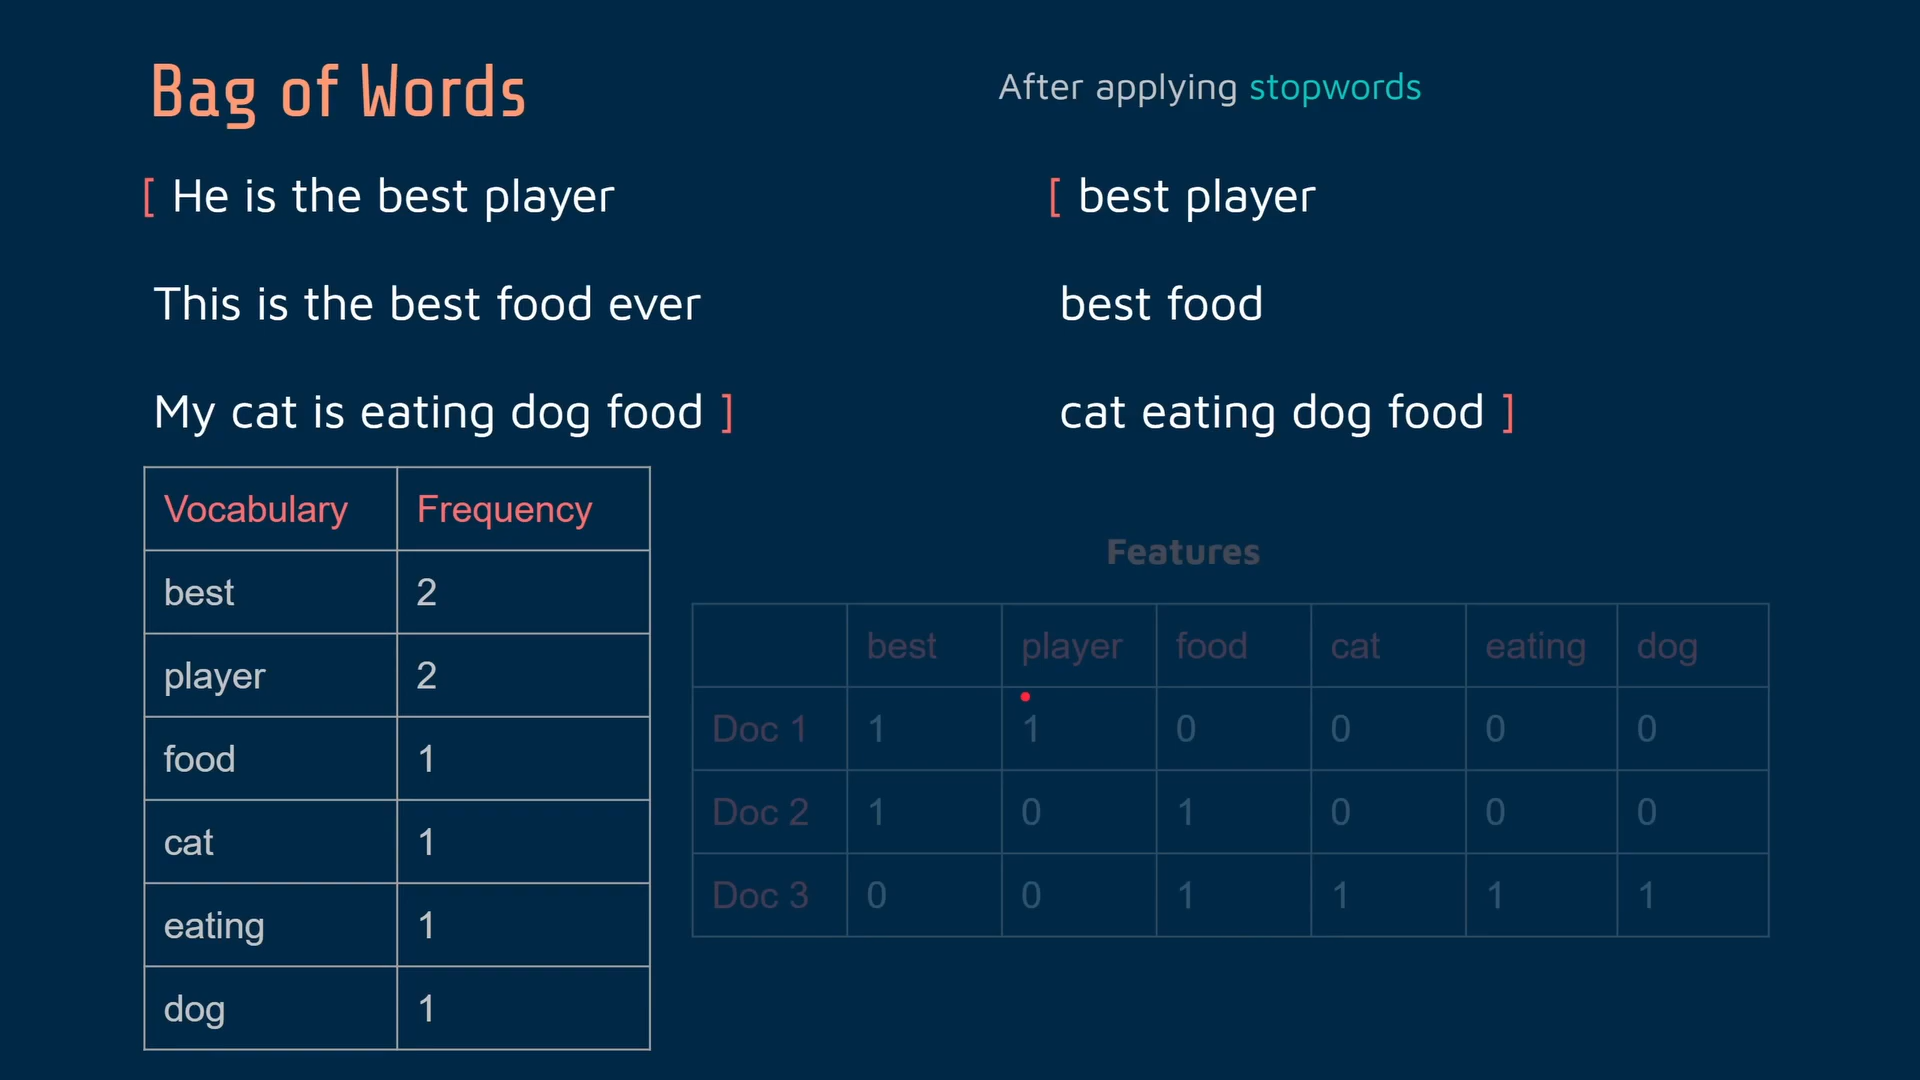 Bag of Words
After applying stopwords
[ He is the best player
This is the best food ever
My cat is eating dog food ]
[ best player
best food
cat eating dog food ]
Vocabulary Frequency
best 2
player 2
food 1
cat 1
eating 1
dog 1
Features
best player food cat eating dog
Doc 1 1 1 0 0 0 0
Doc 2 1 0 1 0 0 0
Doc 3 0 0 1 1 1 1